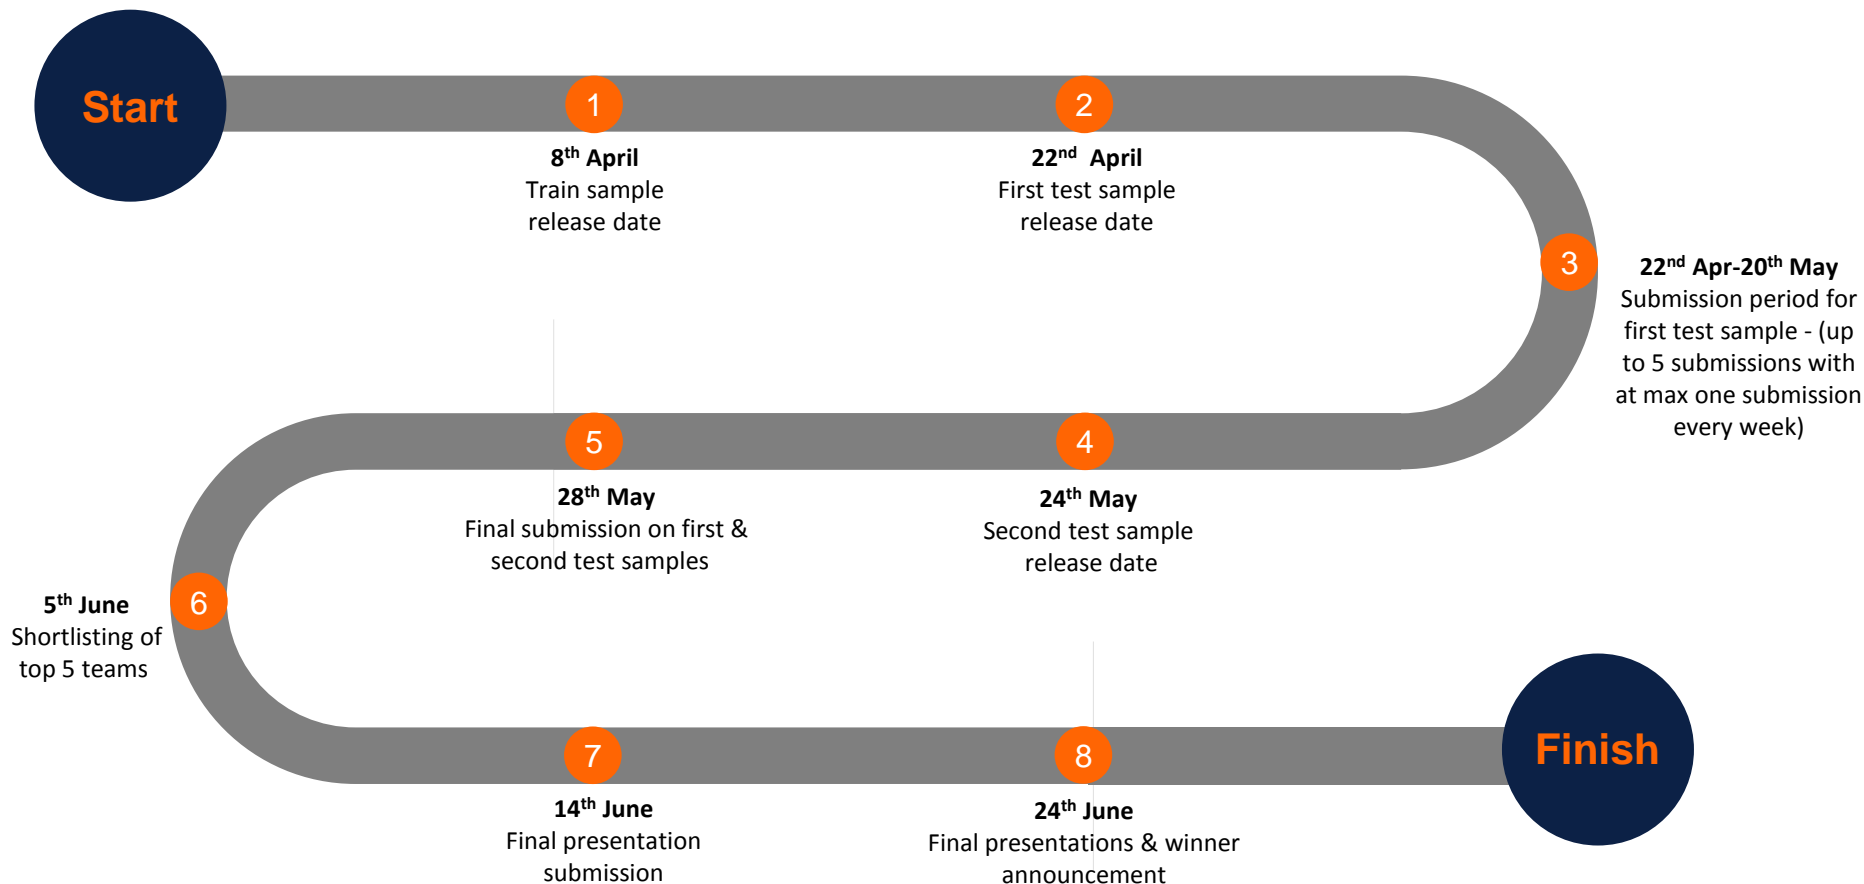 Start
1
8th April
Train sample
release date
2
22nd April
First test sample
release date
3
22nd Apr-20th May
Submission period for
first test sample - (up
to 5 submissions with
at max one submission
every week)
4
24th May
Second test sample
release date
5
28th May
Final submission on first &
second test samples
6
5th June
Shortlisting of
top 5 teams
7
14th June
Final presentation
submission
8
24th June
Final presentations & winner
announcement
Finish